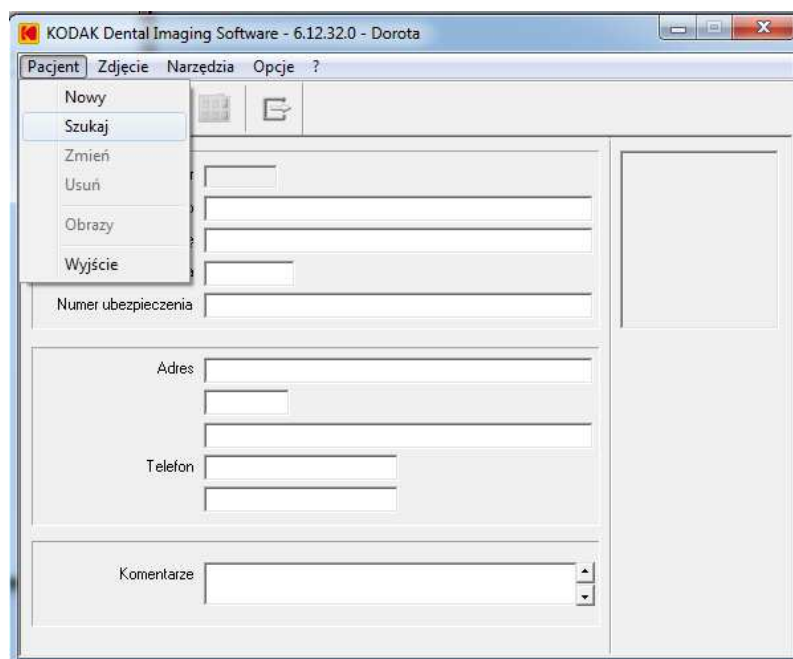 KODAK Dental Imaging Software - 6.12.32.0 - Dorota
Pacjent Zdjęcie Narzędzia Opcje ?
Nowy
Szukaj
Zmień
Usuń
Obrazy
Wyjście
Numer ubezpieczenia
Adres
Telefon
Komentarze